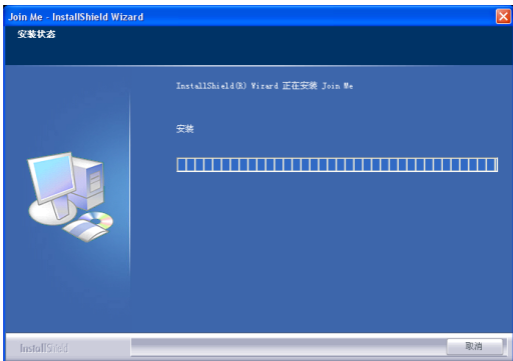 Join Me - InstallShield Wizard
安装状态
InstallShield(R) Wizard 正在安装 Join Me
安装
InstallShield
取消